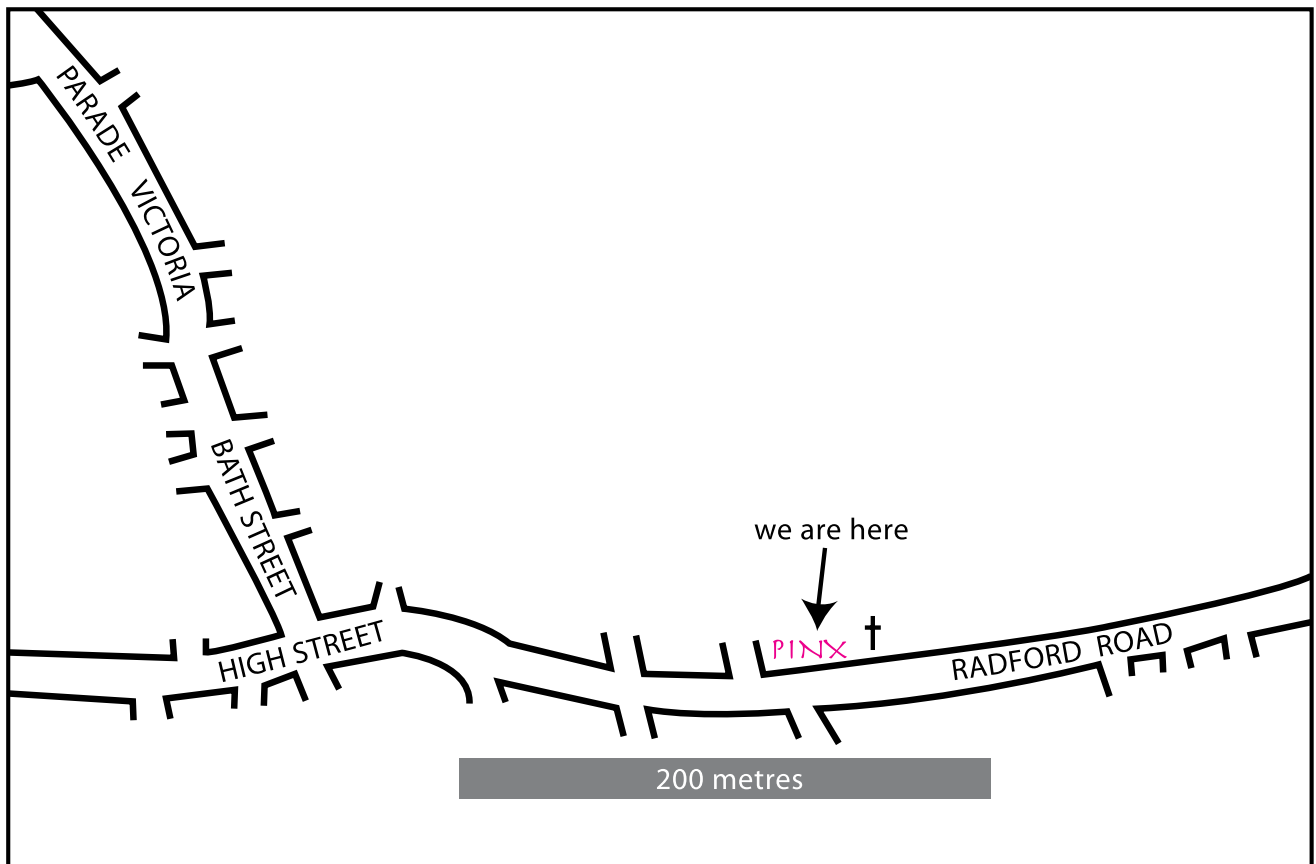 PARADE
VICTORIA
BATH STREET
HIGH STREET
we are here
PINX
RADFORD ROAD
200 metres